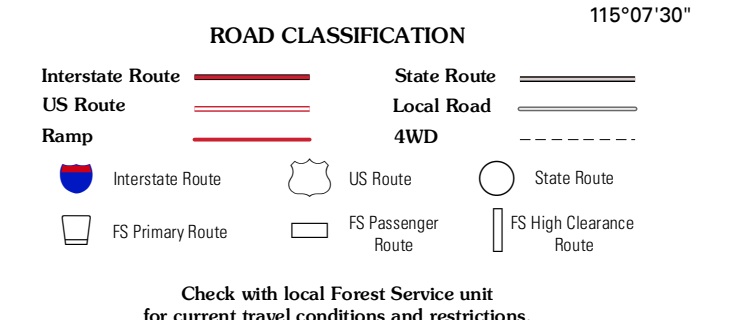 115°07'30"
ROAD CLASSIFICATION
Interstate Route
State Route
US Route
Local Road
Ramp
4WD
Interstate Route
US Route
State Route
FS Primary Route
FS Passenger
Route
FS High Clearance
Route
Check with local Forest Service unit
for current travel conditions and restrictions.